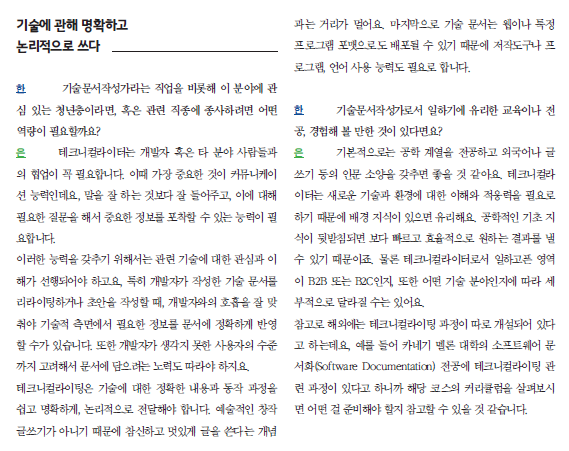 기술에 관해 명확하고
논리적으로 쓰다
한 기술문서작성가라는 직업을 비롯해 이 분야에 관
심 있는 청년층이라면, 혹은 관련 직종에 종사하려면 어떤
역량이 필요할까요?
은 테크니컬라이터는 개발자 혹은 타 분야 사람들과
의 협업이 꼭 필요합니다. 이때 가장 중요한 것이 커뮤니케이
션 능력인데요, 말을 잘 하는 것보다 잘 들어주고, 이에 대해
필요한 질문을 해서 중요한 정보를 포착할 수 있는 능력이 필
요합니다.
이러한 능력을 갖추기 위해서는 관련 기술에 대한 관심과 이
해가 선행되어야 하고요, 특히 개발자가 작성한 기술 문서를
리라이팅하거나 초안을 작성할 때, 개발자와의 호흡을 잘 맞
춰야 기술적 측면에서 필요한 정보를 문서에 정확하게 반영
할 수가 있습니다. 또한 개발자가 생각지 못한 사용자의 수준
까지 고려해서 문서에 담으려는 노력도 따라야 하지요.
테크니컬라이팅은 기술에 대한 정확한 내용과 동작 과정을
쉽고 명확하게, 논리적으로 전달해야 합니다. 예술적인 창작
글쓰기가 아니기 때문에 참신하고 멋있게 글을 쓴다는 개념
과는 거리가 멀어요. 마지막으로 기술 문서는 웹이나 특정
프로그램 포맷으로도 배포될 수 있기 때문에 저작도구나 프
로그램, 언어 사용 능력도 필요로 합니다.
한 기술문서작성가로서 일하기에 유리한 교육이나 전
공, 경험해 볼 만한 것이 있다면요?
은 기본적으로는 공학 계열을 전공하고 외국어나 글
쓰기 등의 인문 소양을 갖추면 좋을 것 같아요. 테크니컬라
이터는 새로운 기술과 환경에 대한 이해와 적응력을 필요로
하기 때문에 배경 지식이 있으면 유리해요. 공학적인 기초 지
식이 뒷받침되면 보다 빠르고 효율적으로 원하는 결과를 낼
수 있기 때문이죠. 물론 테크니컬라이터로서 일하고픈 영역
이 B2B 또는 B2C인지, 또한 어떤 기술 분야인지에 따라 세
부적으로 달라질 수는 있어요.
참고로 해외에는 테크니컬라이팅 과정이 따로 개설되어 있다
고 하는데요, 예를 들어 카네기 멜론 대학의 소프트웨어 문
서화(Software Documentation) 전공에 테크니컬라이팅 관
련 과정이 있다고 하니까 해당 코스의 커리큘럼을 살펴보시
면 어떤 걸 준비해야 할지 참고할 수 있을 것 같습니다.